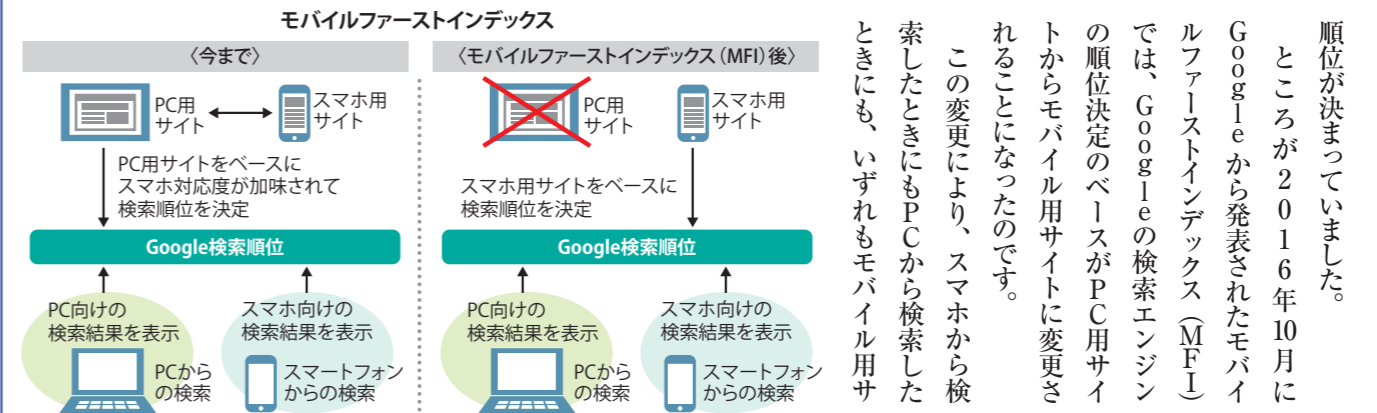 モバイルファーストインデックス
〈今まで〉
PC用
サイト
スマホ用
サイト
PC用サイトをベースに
スマホ対応度が加味されて
検索順位を決定
Google検索順位
PC向けの
検索結果を表示
スマホ向けの
検索結果を表示
PCから
の検索
スマートフォン
からの検索
〈モバイルファーストインデックス（MFI）後〉
PC用
サイト
スマホ用
サイト
スマホ用サイトをベースに
検索順位を決定
Google検索順位
PC向けの
検索結果を表示
スマホ向けの
検索結果を表示
PCから
の検索
スマートフォン
からの検索
順位が決まっていました。
ところが2016年10月に
Googleから発表されたモバイ
ルファーストインデックス（MFI）
では、Googleの検索エンジン
の順位決定のベースがPC用サイ
トからモバイル用サイトに変更さ
れることになったのです。
この変更により、スマホから検
索したときにもPCから検索した
ときにも、いずれもモバイル用サ